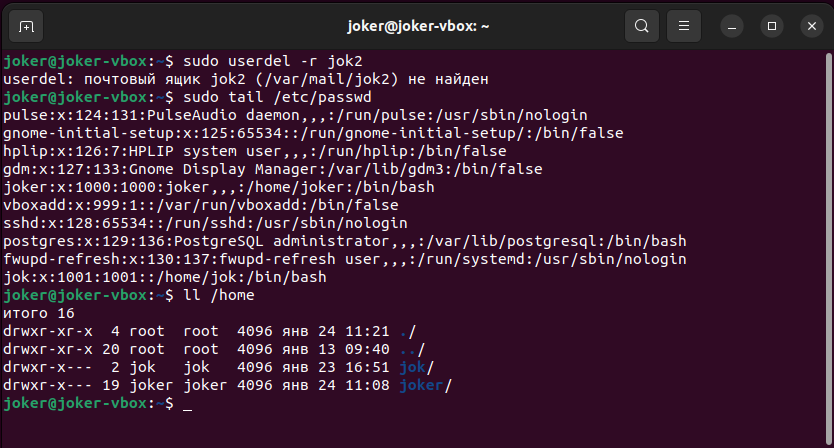 joker@joker-vbox: ~
joker@joker-vbox:~$ sudo userdel -r jok2
userdel: почтовый ящик jok2 (/var/mail/jok2) не найден
joker@joker-vbox:~$ sudo tail /etc/passwd
pulse:x:124:131:PulseAudio daemon,,,:/run/pulse:/usr/sbin/nologin
gnome-initial-setup:x:125:65534::/run/gnome-initial-setup/:/bin/false
hplip:x:126:7:HPLIP system user,,,:/run/hplip:/bin/false
gdm:x:127:133:Gnome Display Manager:/var/lib/gdm3:/bin/false
joker:x:1000:1000:joker,,,:/home/joker:/bin/bash
vboxadd:x:999:1::/var/run/vboxadd:/bin/false
sshd:x:128:65534::/run/sshd:/usr/sbin/nologin
postgres:x:129:136:PostgreSQL administrator,,,:/var/lib/postgresql:/bin/bash
fwupd-refresh:x:130:137:fwupd-refresh user,,,:/run/systemd:/usr/sbin/nologin
jok:x:1001:1001::/home/jok:/bin/bash
joker@joker-vbox:~$ ll /home
итого 16
drwxr-xr-x  4 root  root  4096 янв 24 11:21 ./
drwxr-xr-x 20 root  root  4096 янв 13 09:40 ../
drwxr-x---  2 jok   jok   4096 янв 23 16:51 jok/
drwxr-x--- 19 joker joker 4096 янв 24 11:08 joker/
joker@joker-vbox:~$ _